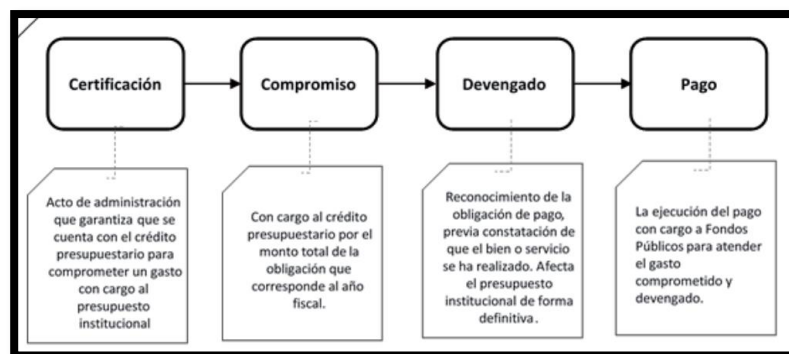 Certificación
Compromiso
Devengado
Pago
Acto de administración
que garantiza que se
cuenta con el crédito
presupuestario para
comprometer un gasto
con cargo al
presupuesto
institucional
Con cargo al crédito
presupuestario por el
monto total de la
obligación que
corresponde al año
fiscal.
Reconocimiento de la
obligación de pago,
previa constatación de
que el bien o servicio
se ha realizado. Afecta
el presupuesto
institucional de forma
definitiva.
La ejecución del pago
con cargo a Fondos
Públicos para atender
el gasto
comprometido y
devengado.